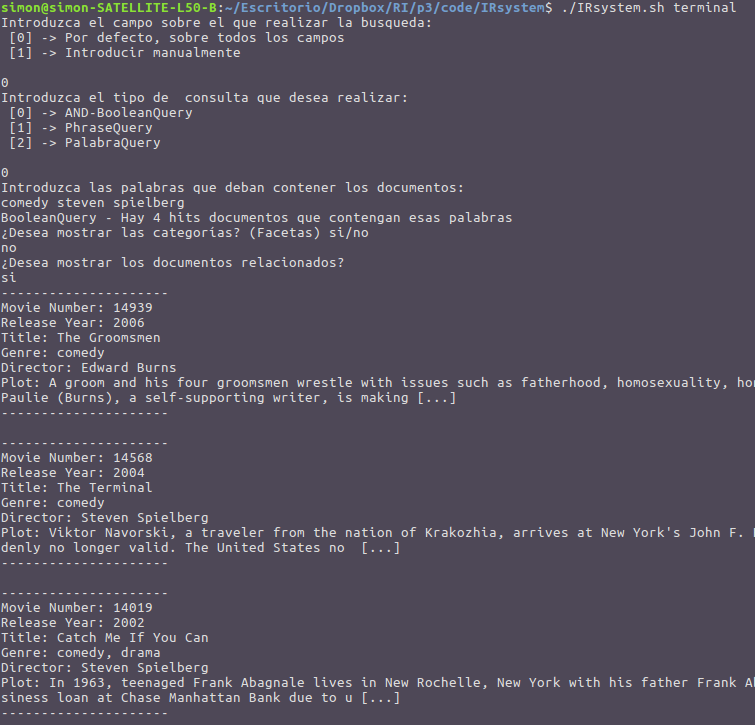 simon@simon-SATELLITE-L50-B:~/Escritorio/Dropbox/RI/p3/code/IRsystem$ ./IRsystem.sh terminal
Introduzca el campo sobre el que realizar la busqueda:
[0] -> Por defecto, sobre todos los campos
[1] -> Introducir manualmente
0
Introduzca el tipo de  consulta que desea realizar:
[0] -> AND-BooleanQuery
[1] -> PhraseQuery
[2] -> PalabraQuery
0
Introduzca las palabras que deban contener los documentos:
comedy steven spielberg
BooleanQuery - Hay 4 hits documentos que contengan esas palabras
¿Desea mostrar las categorías? (Facetas) si/no
no
¿Desea mostrar los documentos relacionados?
si
---------------------
Movie Number: 14939
Release Year: 2006
Title: The Groomsmen
Genre: comedy
Director: Edward Burns
Plot: A groom and his four groomsmen wrestle with issues such as fatherhood, homosexuality,
Paulie (Burns), a self-supporting writer, is making [...]
---------------------
---------------------
Movie Number: 14568
Release Year: 2004
Title: The Terminal
Genre: comedy
Director: Steven Spielberg
Plot: Viktor Navorski, a traveler from the nation of Krakozhia, arrives at New York's John F.
denly no longer valid. The United States no  [...]
---------------------
---------------------
Movie Number: 14019
Release Year: 2002
Title: Catch Me If You Can
Genre: comedy, drama
Director: Steven Spielberg
Plot: In 1963, teenaged Frank Abagnale lives in New Rochelle, New York with his father Frank
siness loan at Chase Manhattan Bank due to u [...]
---------------------